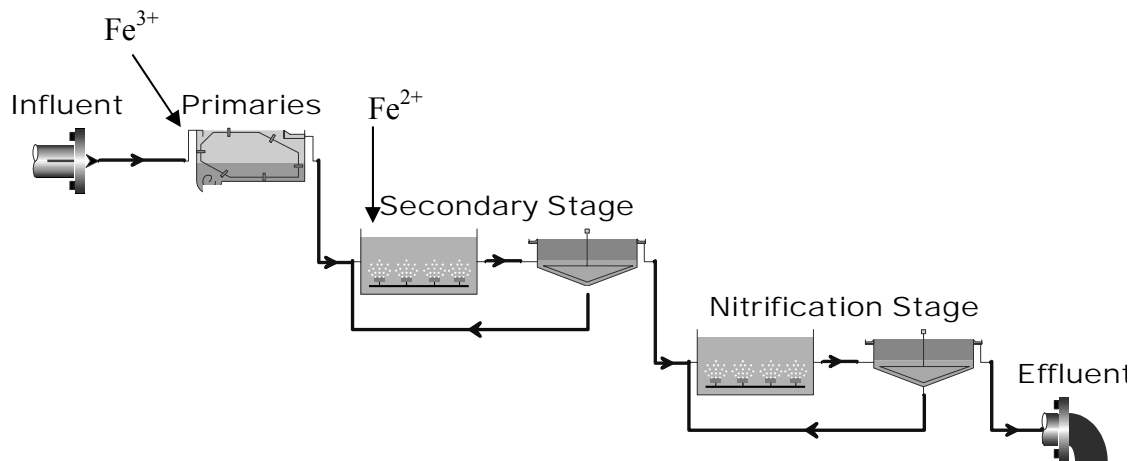 Fe³⁺
Influent
Primaries
Fe²⁺
Secondary Stage
Nitrification Stage
Effluent